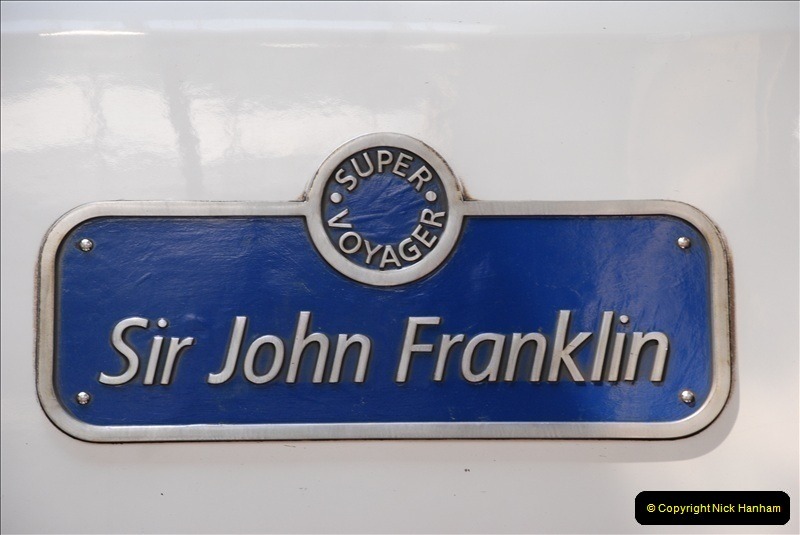 SUPER
VOYAGER
Sir John Franklin
© Copyright Nick Hanham